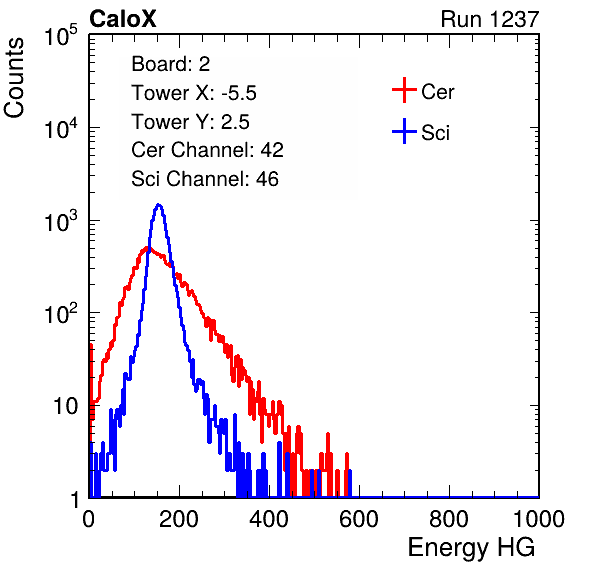 CaloX Run 1237
Counts
10^5
10^4
10^3
10^2
10
1
Board: 2
Tower X: -5.5
Tower Y: 2.5
Cer Channel: 42
Sci Channel: 46
Cer
Sci
0 200 400 600 800 1000
Energy HG